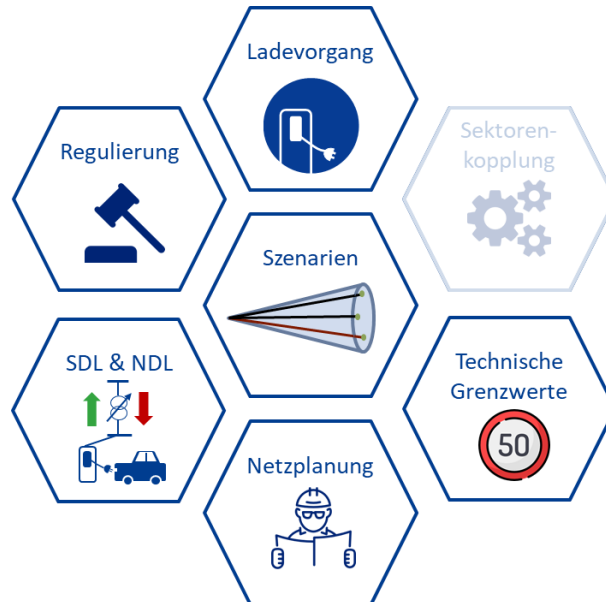 Ladevorgang
Regulierung
Sektoren-
kopplung
Szenarien
SDL & NDL
Technische
Grenzwerte
50
Netzplanung